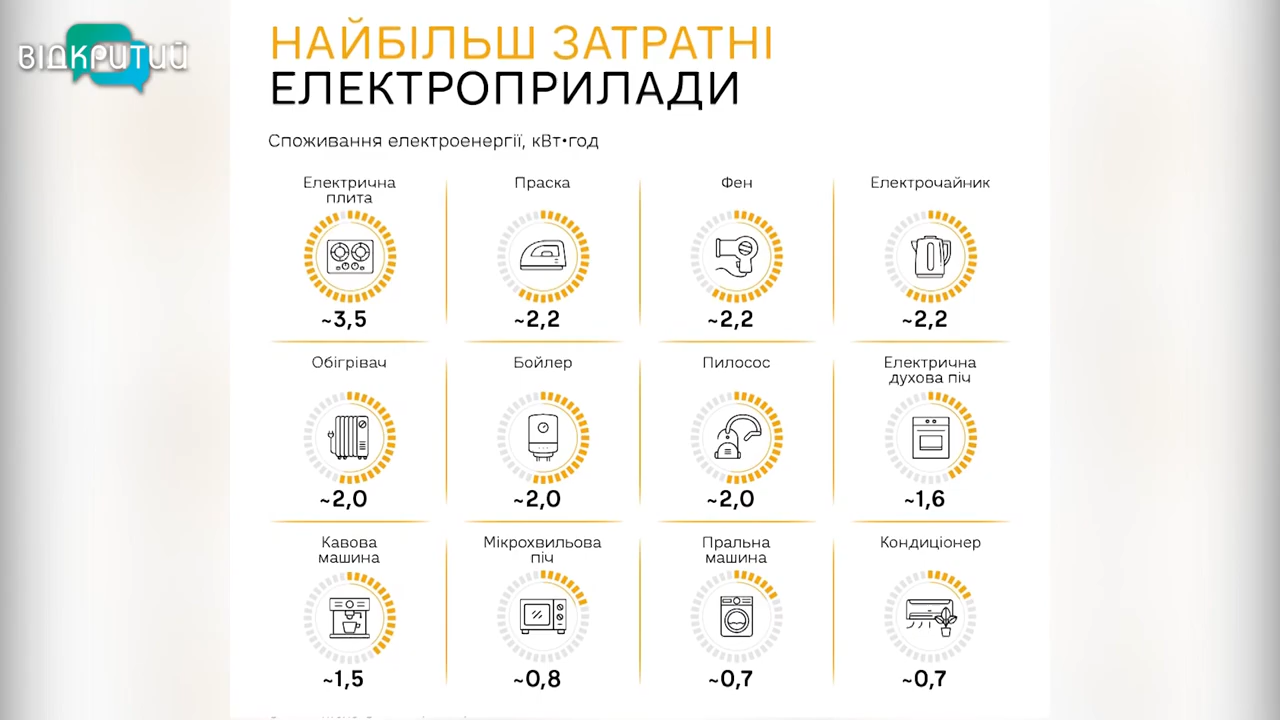 ВІДКРИТИЙ
НАЙБІЛЬШ ЗАТРАТНІ
ЕЛЕКТРОПРИЛАДИ
Споживання електроенергії, кВт•год
Електрична
плита
~3,5
Праска
~2,2
Фен
~2,2
Електрочайник
~2,2
Обігрівач
~2,0
Бойлер
~2,0
Пилосос
~2,0
Електрична
духова піч
~1,6
Кавова
машина
~1,5
Мікрохвильова
піч
~0,8
Пральна
машина
~0,7
Кондиціонер
~0,7